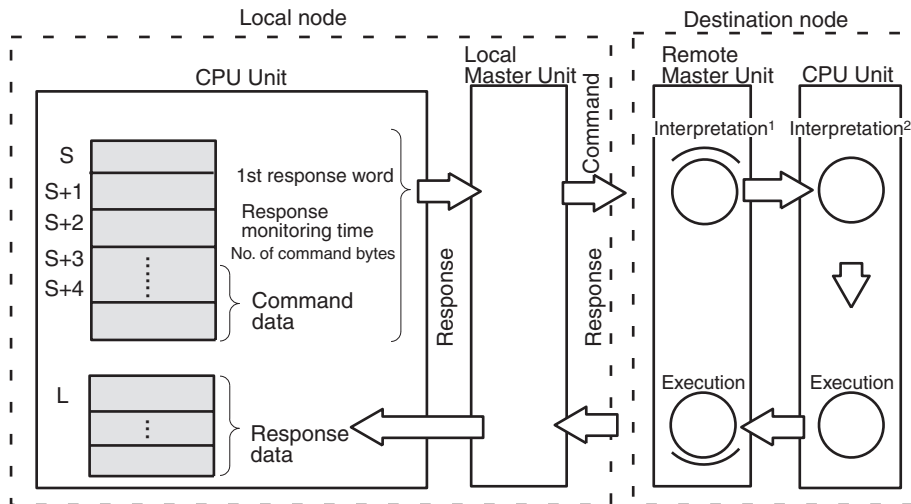 Local node
Destination node
CPU Unit
Local
Master Unit
Command
Remote
Master Unit
CPU Unit
Interpretation¹
Interpretation²
S
S+1
S+2
S+3
S+4
1st response word
Response
monitoring time
No. of command bytes
Command
data
Response
Response
Execution
Execution
L
Response
data